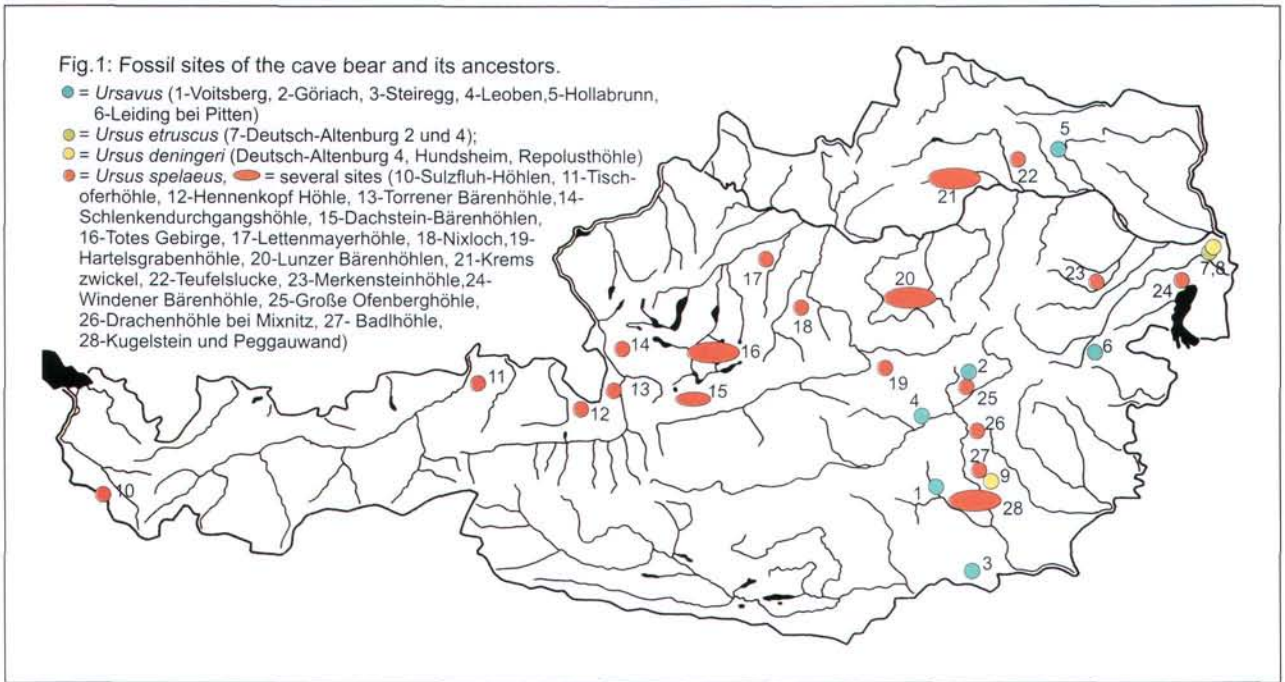 Fig.1: Fossil sites of the cave bear and its ancestors.
= Ursavus (1-Voitsberg, 2-Göriach, 3-Steiregg, 4-Leoben,5-Hollabrunn,
6-Leiding bei Pitten)
= Ursus etruscus (7-Deutsch-Altenburg 2 und 4);
= Ursus deningeri (Deutsch-Altenburg 4, Hundsheim, Repolusthöhle)
= Ursus spelaeus, = several sites (10-Sulzfluh-Höhlen, 11-Tisch-
oferhöhle, 12-Hennenkopf Höhle, 13-Torrener Bärenhöhle,14-
Schlenkendurchgangshöhle, 15-Dachstein-Bärenhöhlen,
16-Totes Gebirge, 17-Lettenmayerhöhle, 18-Nixloch,19-
Hartelsgrabenhöhle, 20-Lunzer Bärenhöhlen, 21-Krems
zwickel, 22-Teufelslucke, 23-Merkensteinhöhle,24-
Windener Bärenhöhle, 25-Große Ofenberghöhle,
26-Drachenhöhle bei Mixnitz, 27- Badlhöhle,
28-Kugelstein und Peggauwand)
5
22
21
17
20
23
7,8
24
18
14
16
6
19
2
13
15
25
11
12
4
26
27
9
10
1
28
3